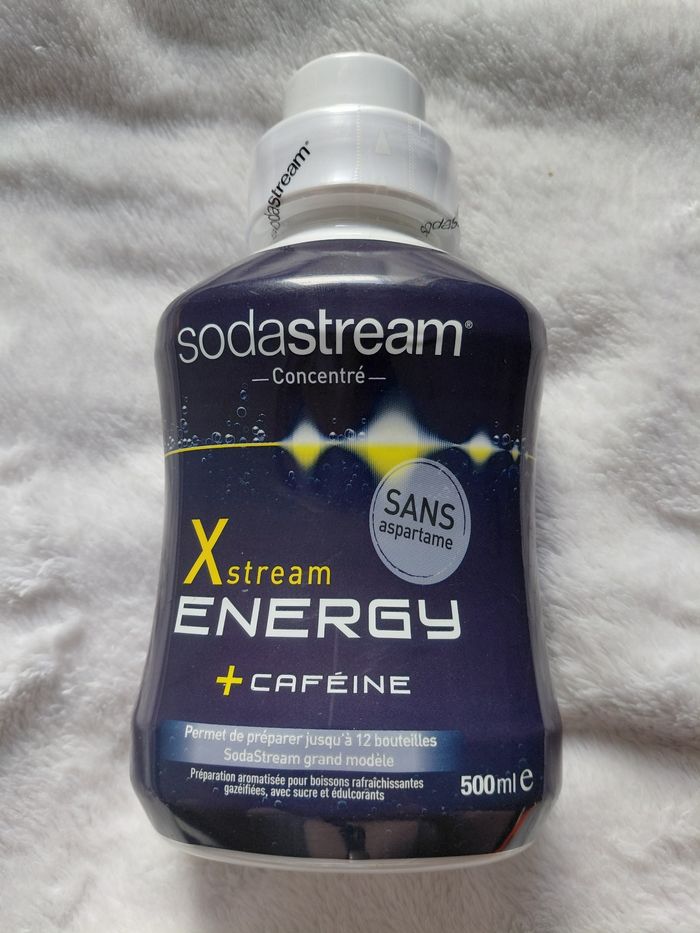 sodastream®
sodastream
sodastream®
—Concentré—
SANS
aspartame
Xstream
ENERGY
+ CAFÉINE
Permet de préparer jusqu'à 12 bouteilles
SodaStream grand modèle
Préparation aromatisée pour boissons rafraîchissantes
gazéifiées, avec sucre et édulcorants
500ml e